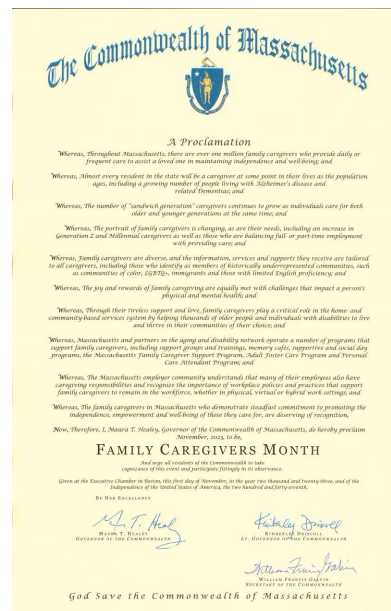 The Commonwealth of Massachusetts
A Proclamation
Whereas, Throughout Massachusetts, there are over one million family caregivers who provide daily or
frequent care to assist a loved one in maintaining independence and well-being; and
Whereas, Almost every resident in the state will be a caregiver at some point in their lives as the population
ages, including a growing number of people living with Alzheimer's disease and
related Dementias; and
Whereas, The number of "sandwich generation" caregivers continues to grow as individuals care for both
older and younger generations at the same time; and
Whereas, The portrait of family caregiving is changing, as are their needs, including an increase in
Generation Z and Millennial caregivers as well as those who are balancing full- or part-time employment
with providing care; and
Whereas, Family caregivers are diverse, and the information, services and supports they receive are tailored
to all caregivers, including those who identify as members of historically underrepresented communities, such
as communities of color, LGBTQ+, immigrants and those with limited English proficiency; and
Whereas, The joy and rewards of family caregiving are equally met with challenges that impact a person's
physical and mental health; and
Whereas, Through their tireless support and love, family caregivers play a critical role in the home- and
community-based services system by helping thousands of older people and individuals with disabilities to live
and thrive in their communities of their choice; and
Whereas, Massachusetts and partners in the aging and disability network operate a number of programs that
support family caregivers, including support groups and trainings, memory cafes, supportive and social day
programs, the Massachusetts Family Caregiver Support Program, Adult Foster Care Program and Personal
Care Attendant Program; and
Whereas, The Massachusetts employer community understands that many of their employees also have
caregiving responsibilities and recognize the importance of workplace policies and practices that support
family caregivers to remain in the workforce, whether in physical, virtual or hybrid work settings; and
Whereas, The family caregivers in Massachusetts who demonstrate steadfast commitment to promoting the
independence, empowerment and well-being of those they care for, are deserving of recognition,
Now, Therefore, I, Maura T. Healey, Governor of the Commonwealth of Massachusetts, do hereby proclaim
November, 2023, to be,
FAMILY CAREGIVERS MONTH
And urge all residents of the Commonwealth to take
cognizance of this event and participate fittingly in its observance.
Given at the Executive Chamber in Boston, this first day of November, in the year two thousand and twenty-three, and of the
Independence of the United States of America, the two hundred and forty-seventh.
BY HER EXCELLENCY
MAURA T. HEALEY
GOVERNOR OF THE COMMONWEALTH
KIMBERLEY DRISCOLL
LT. GOVERNOR OF THE COMMONWEALTH
WILLIAM FRANCIS GALVIN
SECRETARY OF THE COMMONWEALTH
God Save the Commonwealth of Massachusetts